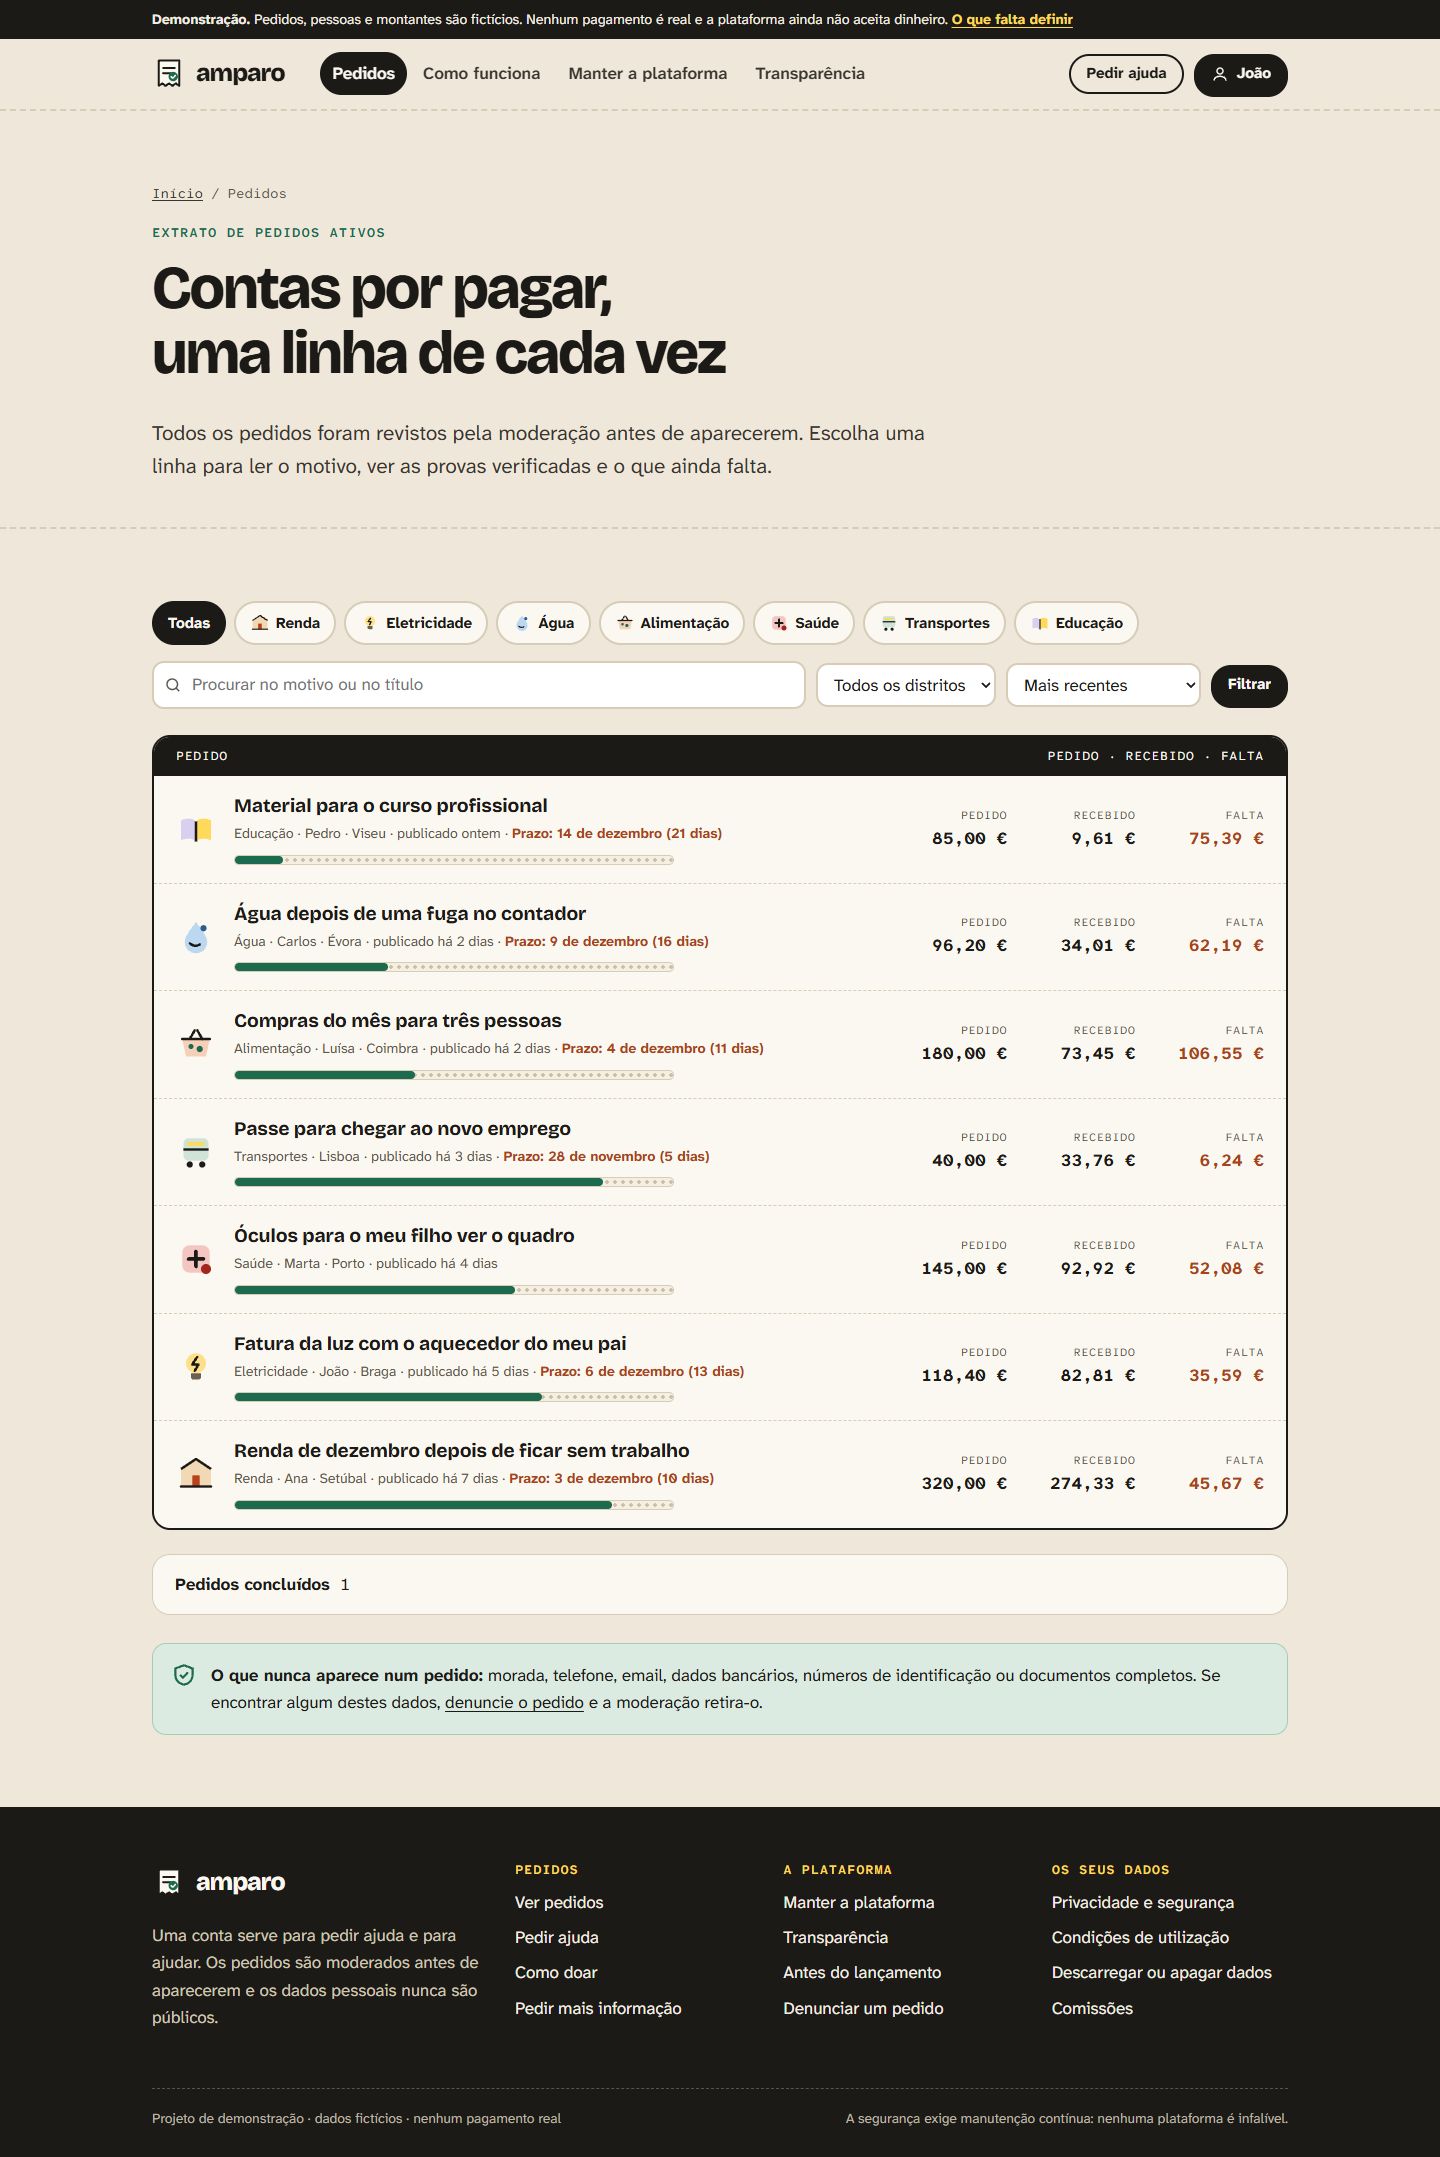 Demonstração. Pedidos, pessoas e montantes são fictícios. Nenhum pagamento é real e a plataforma ainda não aceita dinheiro. O que falta definir
amparo
Pedidos
Como funciona
Manter a plataforma
Transparência
Pedir ajuda
João
Início / Pedidos
EXTRATO DE PEDIDOS ATIVOS
Contas por pagar,
uma linha de cada vez
Todos os pedidos foram revistos pela moderação antes de aparecerem. Escolha uma
linha para ler o motivo, ver as provas verificadas e o que ainda falta.
Todas
Renda
Eletricidade
Água
Alimentação
Saúde
Transportes
Educação
Procurar no motivo ou no título
Todos os distritos
Mais recentes
Filtrar
PEDIDO
PEDIDO · RECEBIDO · FALTA
Material para o curso profissional
Educação · Pedro · Viseu · publicado ontem · Prazo: 14 de dezembro (21 dias)
PEDIDO RECEBIDO FALTA
85,00 € 9,61 € 75,39 €
Água depois de uma fuga no contador
Água · Carlos · Évora · publicado há 2 dias · Prazo: 9 de dezembro (16 dias)
PEDIDO RECEBIDO FALTA
96,20 € 34,01 € 62,19 €
Compras do mês para três pessoas
Alimentação · Luísa · Coimbra · publicado há 2 dias · Prazo: 4 de dezembro (11 dias)
PEDIDO RECEBIDO FALTA
180,00 € 73,45 € 106,55 €
Passe para chegar ao novo emprego
Transportes · Lisboa · publicado há 3 dias · Prazo: 28 de novembro (5 dias)
PEDIDO RECEBIDO FALTA
40,00 € 33,76 € 6,24 €
Óculos para o meu filho ver o quadro
Saúde · Marta · Porto · publicado há 4 dias
PEDIDO RECEBIDO FALTA
145,00 € 92,92 € 52,08 €
Fatura da luz com o aquecedor do meu pai
Eletricidade · João · Braga · publicado há 5 dias · Prazo: 6 de dezembro (13 dias)
PEDIDO RECEBIDO FALTA
118,40 € 82,81 € 35,59 €
Renda de dezembro depois de ficar sem trabalho
Renda · Ana · Setúbal · publicado há 7 dias · Prazo: 3 de dezembro (10 dias)
PEDIDO RECEBIDO FALTA
320,00 € 274,33 € 45,67 €
Pedidos concluídos 1
O que nunca aparece num pedido: morada, telefone, email, dados bancários, números de identificação ou documentos completos. Se
encontrar algum destes dados, denuncie o pedido e a moderação retira-o.
amparo
Uma conta serve para pedir ajuda e para
ajudar. Os pedidos são moderados antes de
aparecerem e os dados pessoais nunca são
públicos.
PEDIDOS
Ver pedidos
Pedir ajuda
Como doar
Pedir mais informação
A PLATAFORMA
Manter a plataforma
Transparência
Antes do lançamento
Denunciar um pedido
OS SEUS DADOS
Privacidade e segurança
Condições de utilização
Descarregar ou apagar dados
Comissões
Projeto de demonstração · dados fictícios · nenhum pagamento real
A segurança exige manutenção contínua: nenhuma plataforma é infalível.